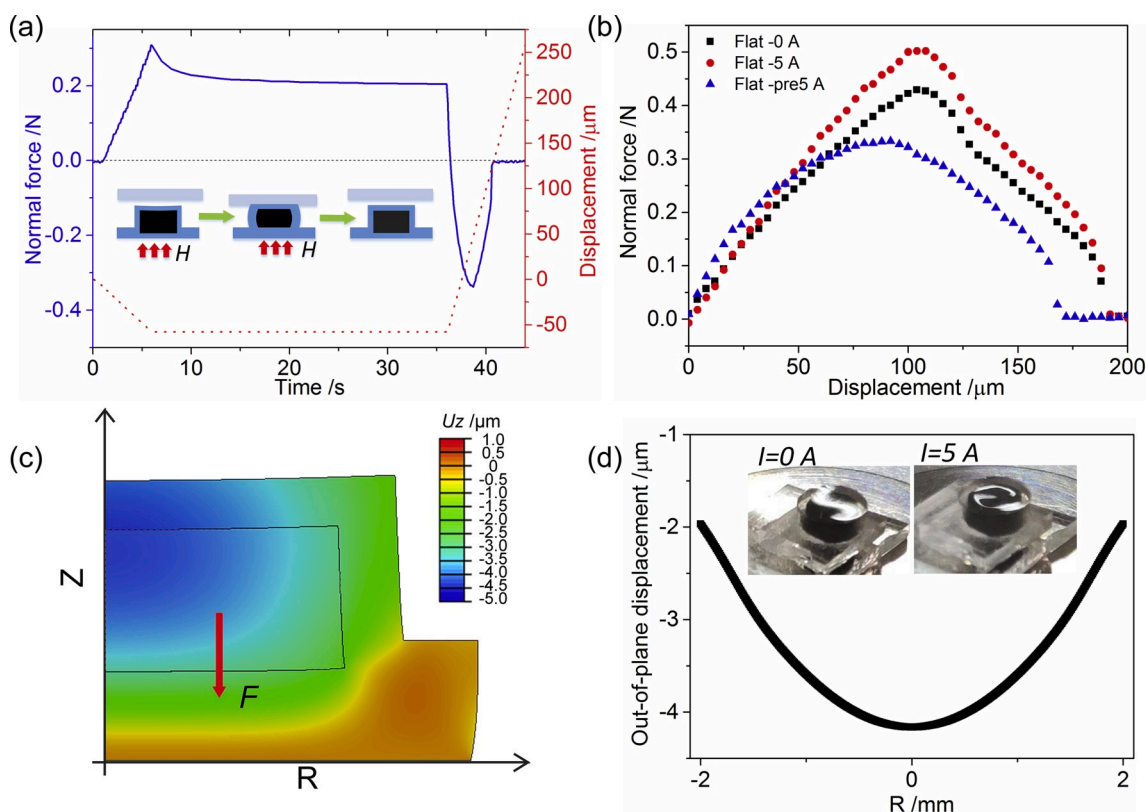 (a)
Normal force /N
0.2
0.0
-0.2
-0.4
0
10
20
30
40
Time /s
250
200
150
100
50
0
-50
Displacement/μm
H
H
(b)
Normal force /N
0.5
0.4
0.3
0.2
0.1
0.0
0
50
100
150
200
Displacement /μm
Flat -0 A
Flat -5 A
Flat -pre5 A
(c)
Uz /μm
1.0
0.5
0
-0.5
-1.0
-1.5
-2.0
-2.5
-3.0
-3.5
-4.0
-4.5
-5.0
Z
F
R
(d)
Out-of-plane displacement /μm
-1
-2
-3
-4
-2
0
2
R /mm
I=0 A
I=5 A